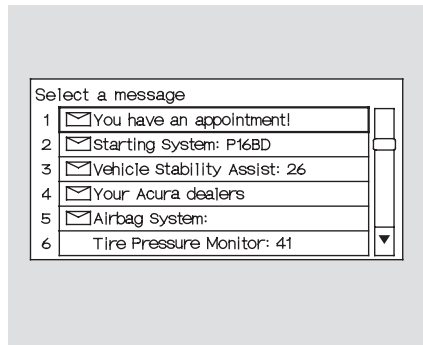 Select a message
1 You have an appointment!
2 Starting System: P16BD
3 Vehicle Stability Assist: 26
4 Your Acura dealers
5 Airbag System:
6 Tire Pressure Monitor: 41